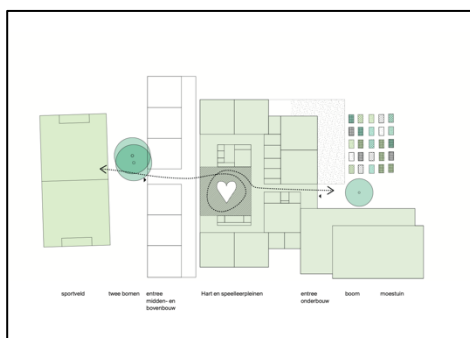 sportveld
twee bomen
entree
midden- en
bovenbouw
Hart en speelleerpleinen
entree
onderbouw
boom
moestuin